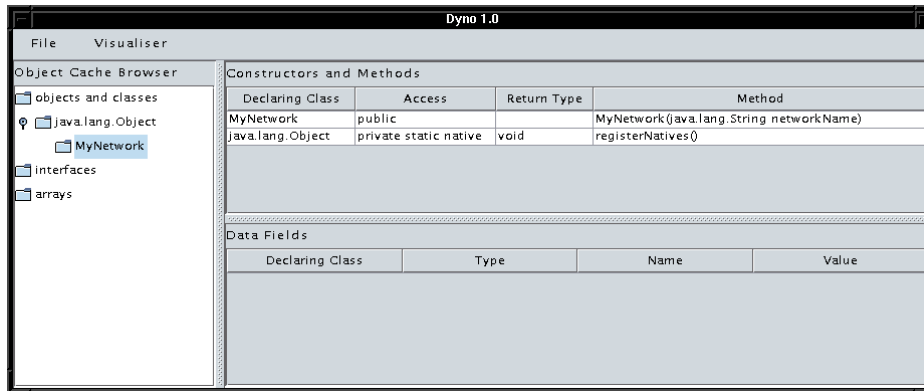 Dyno 1.0
File Visualiser
Object Cache Browser
objects and classes
java.lang.Object
MyNetwork
interfaces
arrays
Constructors and Methods
Declaring Class Access Return Type Method
MyNetwork public MyNetwork(java.lang.String networkName)
java.lang.Object private static native void registerNatives()
Data Fields
Declaring Class Type Name Value